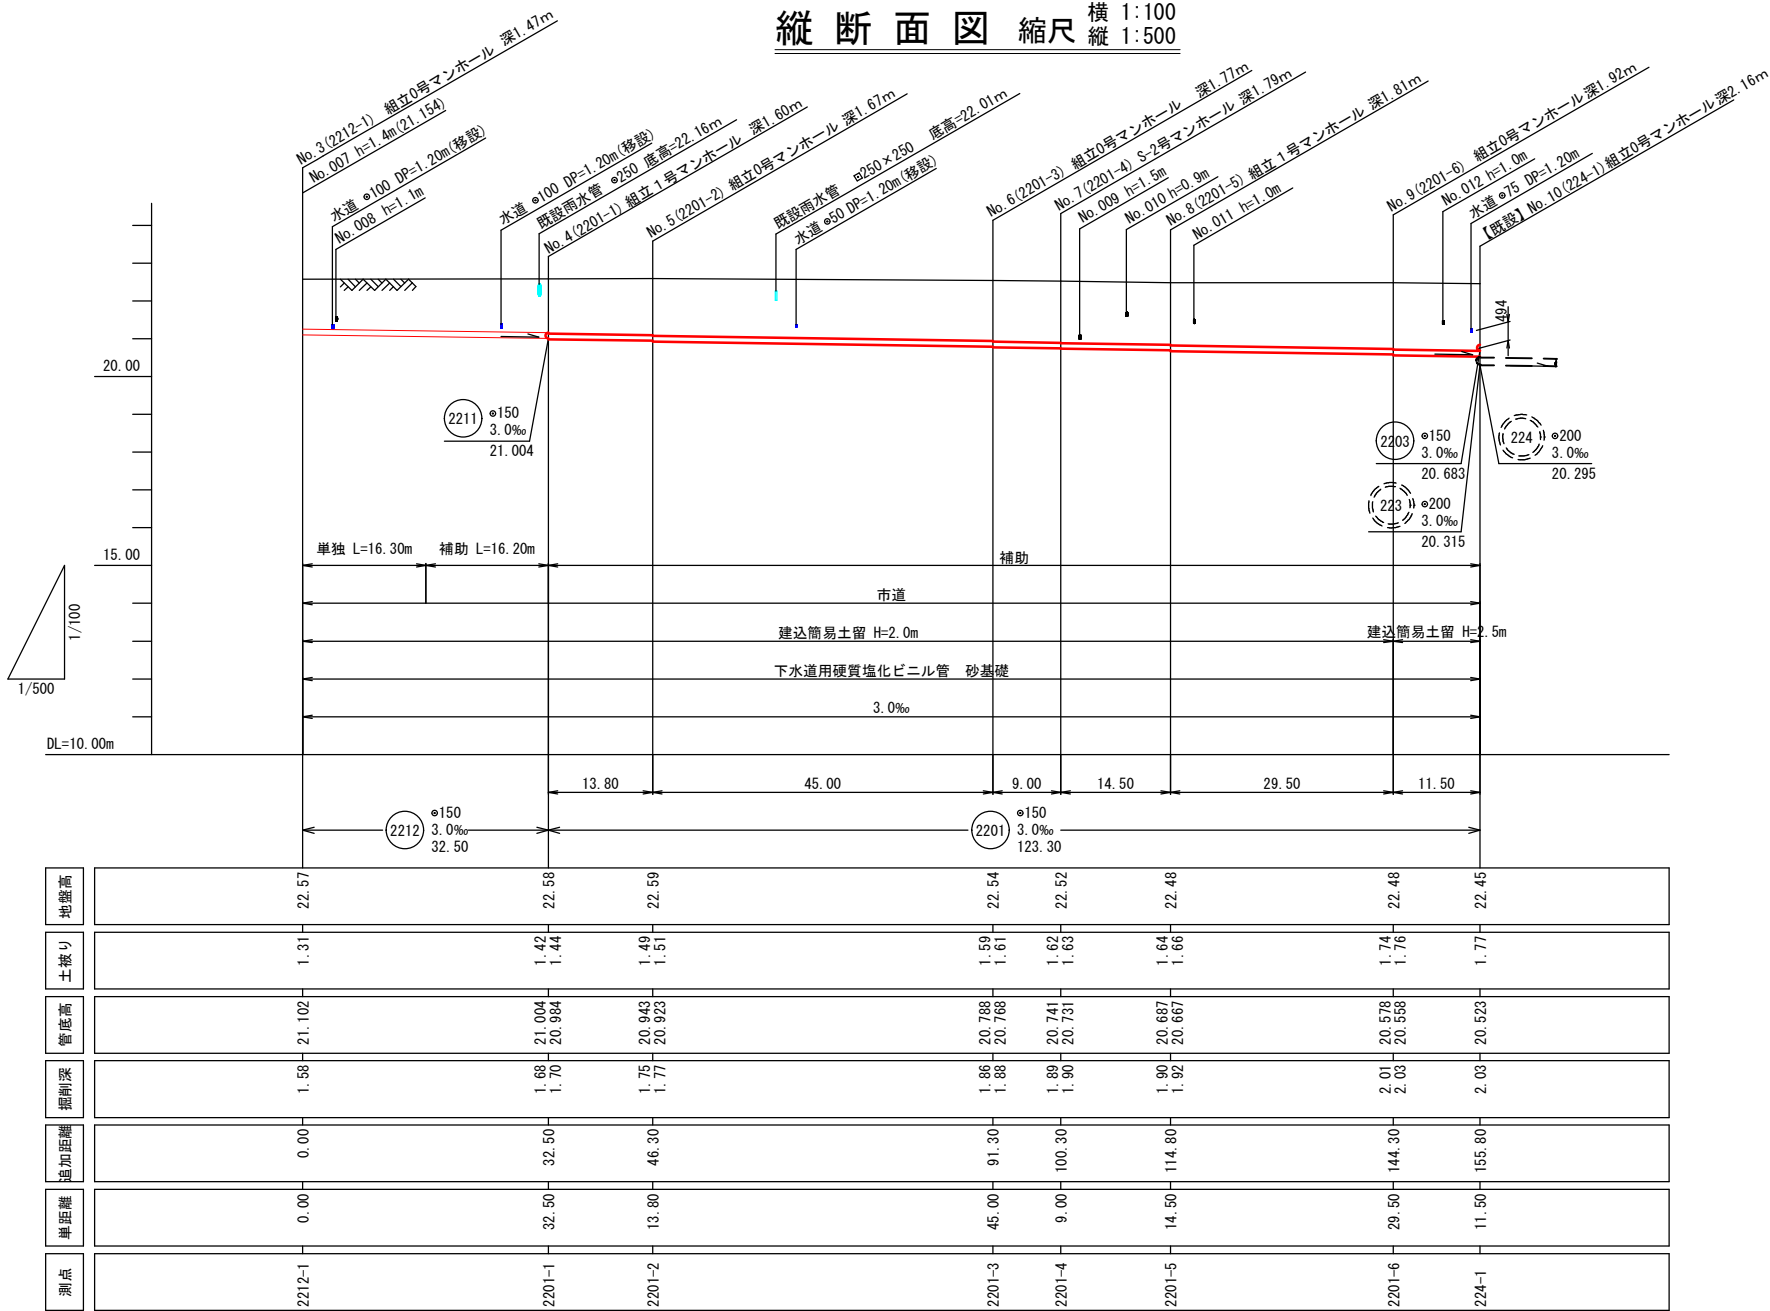 縦断面図 縮尺 横 1:100
縦 1:500
No.3(2212-1) 組立0号マンホール 深1.47m
No.007 h=1.4m(21.154)
水道 ⌀100 DP=1.20m(移設)
No.008 h=1.1m
水道 ⌀100 DP=1.20m(移設)
既設雨水管 ⌀250 底高=22.16m
No.4(2201-1) 組立1号マンホール 深1.60m
No.5(2201-2) 組立0号マンホール 深1.67m
既設雨水管 □250×250 底高=22.01m
水道 ⌀50 DP=1.20m(移設)
No.6(2201-3) 組立0号マンホール 深1.77m
No.7(2201-4) S-2号マンホール 深1.79m
No.009 h=1.5m
No.010 h=0.9m
No.8(2201-5) 組立1号マンホール 深1.81m
No.011 h=1.0m
No.9(2201-6) 組立0号マンホール 深1.92m
No.012 h=1.0m
水道 ⌀75 DP=1.20m
【既設】No.10(224-1) 組立0号マンホール 深2.16m
494
20.00
15.00
DL=10.00m
1/100
1/500
2211 ⌀150
3.0‰
21.004
2203 ⌀150
3.0‰
20.683
224 ⌀200
3.0‰
20.295
223 ⌀200
3.0‰
20.315
単独 L=16.30m 補助 L=16.20m 補助
市道
建込簡易土留 H=2.0m 建込簡易土留 H=2.5m
下水道用硬質塩化ビニル管 砂基礎
3.0‰
13.80 45.00 9.00 14.50 29.50 11.50
2212 ⌀150
3.0‰
32.50
2201 ⌀150
3.0‰
123.30
地盤高 22.57 22.58 22.59 22.54 22.52 22.48 22.48 22.45
土被り 1.31 1.42 1.44 1.49 1.51 1.59 1.61 1.62 1.63 1.64 1.66 1.74 1.76 1.77
管底高 21.102 21.004 20.984 20.943 20.923 20.788 20.768 20.741 20.731 20.687 20.667 20.578 20.558 20.523
掘削深 1.58 1.68 1.70 1.75 1.77 1.86 1.88 1.89 1.90 1.90 1.92 2.01 2.03 2.03
追加距離 0.00 32.50 46.30 91.30 100.30 114.80 144.30 155.80
単距離 0.00 32.50 13.80 45.00 9.00 14.50 29.50 11.50
測点 2212-1 2201-1 2201-2 2201-3 2201-4 2201-5 2201-6 224-1